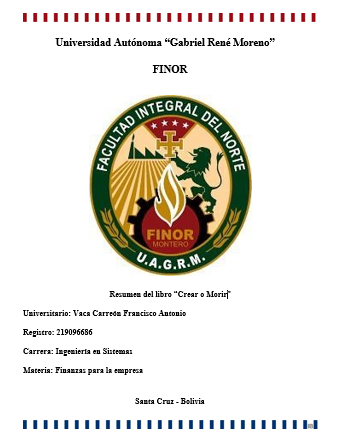 Universidad Autónoma “Gabriel René Moreno”
FINOR
FACULTAD INTEGRAL DEL NORTE
FINOR
MONTERO
U.A.G.R.M.
Resumen del libro “Crear o Morir”
Universitario: Vaca Carreón Francisco Antonio
Registro: 219096686
Carrera: Ingeniería en Sistemas
Materia: Finanzas para la empresa
Santa Cruz - Bolivia